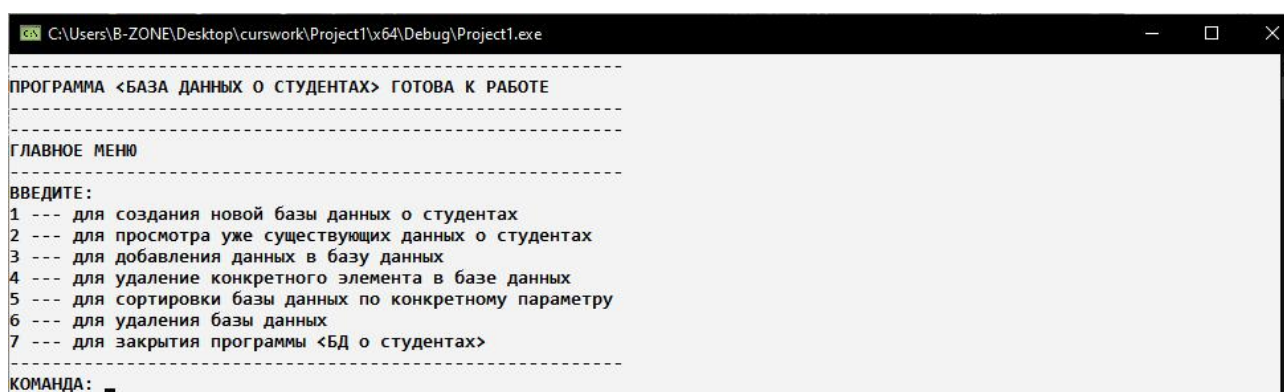 C:\Users\B-ZONE\Desktop\curswork\Project1\x64\Debug\Project1.exe
----------------------------------------------------------
ПРОГРАММА <БАЗА ДАННЫХ О СТУДЕНТАХ> ГОТОВА К РАБОТЕ
----------------------------------------------------------
----------------------------------------------------------
ГЛАВНОЕ МЕНЮ
----------------------------------------------------------
ВВЕДИТЕ:
1 --- для создания новой базы данных о студентах
2 --- для просмотра уже существующих данных о студентах
3 --- для добавления данных в базу данных
4 --- для удаление конкретного элемента в базе данных
5 --- для сортировки базы данных по конкретному параметру
6 --- для удаления базы данных
7 --- для закрытия программы <БД о студентах>
----------------------------------------------------------
КОМАНДА: _